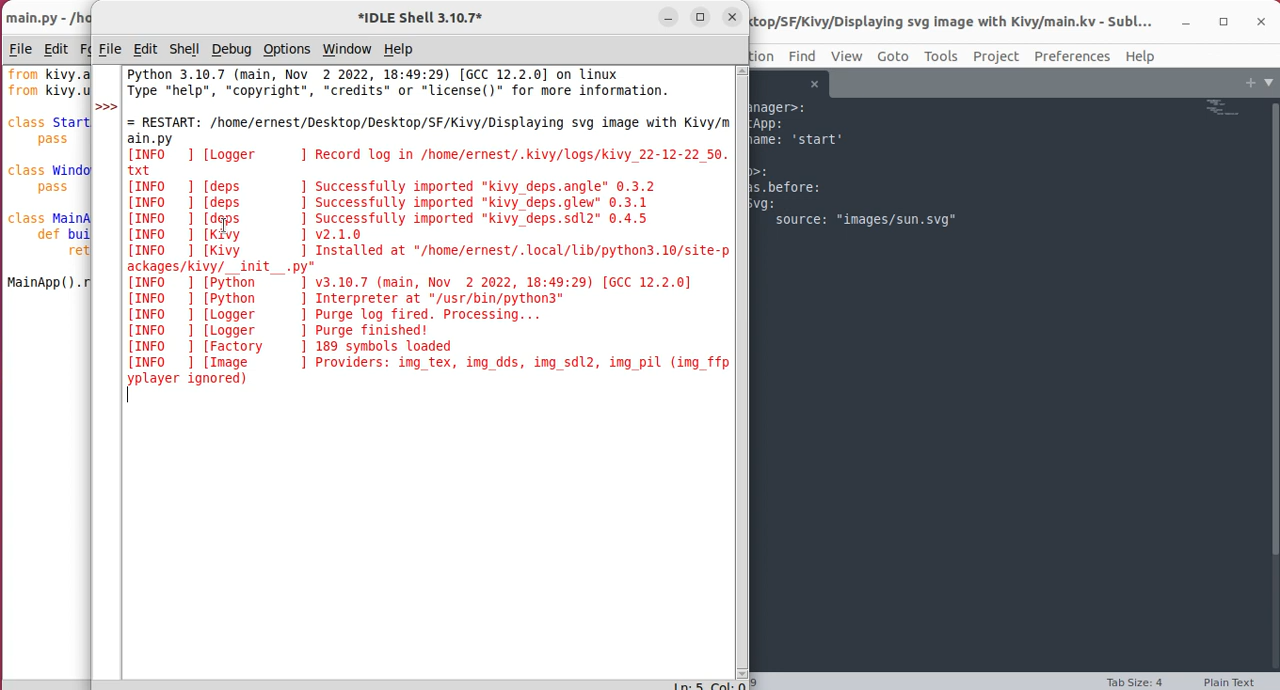 main.py - /ho
File Edit Fo
from kivy.a
from kivy.u
class Start
pass
class Windo
pass
class MainA
def bui
ret
MainApp().r
*IDLE Shell 3.10.7*
File Edit Shell Debug Options Window Help
Python 3.10.7 (main, Nov  2 2022, 18:49:29) [GCC 12.2.0] on linux
Type "help", "copyright", "credits" or "license()" for more information.
>>>
= RESTART: /home/ernest/Desktop/Desktop/SF/Kivy/Displaying svg image with Kivy/m
ain.py
[INFO   ] [Logger      ] Record log in /home/ernest/.kivy/logs/kivy_22-12-22_50.
txt
[INFO   ] [deps        ] Successfully imported "kivy_deps.angle" 0.3.2
[INFO   ] [deps        ] Successfully imported "kivy_deps.glew" 0.3.1
[INFO   ] [deps        ] Successfully imported "kivy_deps.sdl2" 0.4.5
[INFO   ] [Kivy        ] v2.1.0
[INFO   ] [Kivy        ] Installed at "/home/ernest/.local/lib/python3.10/site-p
ackages/kivy/__init__.py"
[INFO   ] [Python      ] v3.10.7 (main, Nov  2 2022, 18:49:29) [GCC 12.2.0]
[INFO   ] [Python      ] Interpreter at "/usr/bin/python3"
[INFO   ] [Logger      ] Purge log fired. Processing...
[INFO   ] [Logger      ] Purge finished!
[INFO   ] [Factory     ] 189 symbols loaded
[INFO   ] [Image       ] Providers: img_tex, img_dds, img_sdl2, img_pil (img_ffp
yplayer ignored)
Ln: 5 Col: 0
ktop/SF/Kivy/Displaying svg image with Kivy/main.kv - Subl...
tion Find View Goto Tools Project Preferences Help
anager>:
tApp:
name: 'start'
p>:
as.before:
Svg:
source: "images/sun.svg"
9
Tab Size: 4
Plain Text